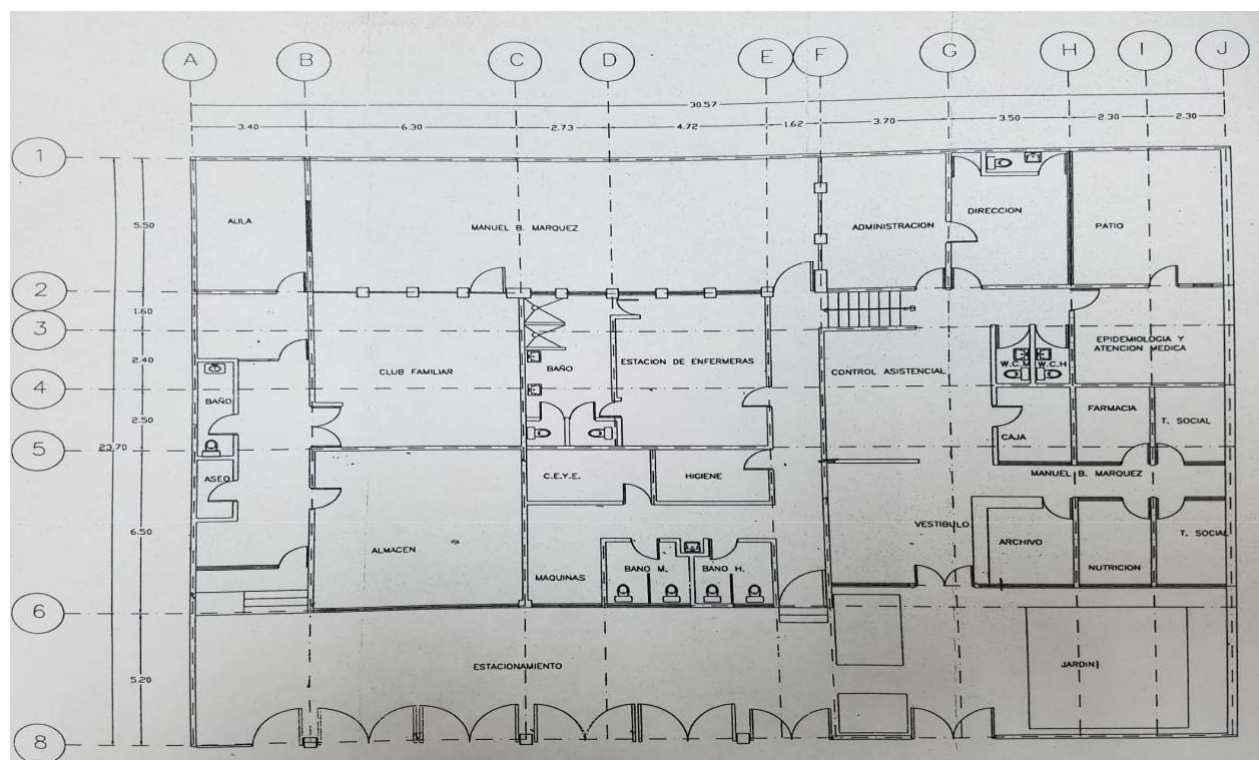 A
B
C
D
E
F
G
H
I
J
30.57
3.40
6.30
2.73
4.72
1.62
3.70
3.50
2.30
2.30
1
5.50
AULA
MANUEL B. MARQUEZ
ADMINISTRACION
DIRECCION
PATIO
2
1.60
3
2.40
CLUB FAMILIAR
BAÑO
ESTACION DE ENFERMERAS
CONTROL ASISTENCIAL
W.C.M
W.C.H
EPIDEMIOLOGIA Y
ATENCION MEDICA
4
BAÑO
2.50
FARMACIA
T. SOCIAL
CAJA
5
23.70
ASEO
C.E.Y.E.
HIGIENE
MANUEL B. MARQUEZ
6.50
ALMACEN
VESTIBULO
ARCHIVO
T. SOCIAL
MAQUINAS
BANO M.
BANO H.
NUTRICION
6
ESTACIONAMIENTO
JARDIN
5.20
8